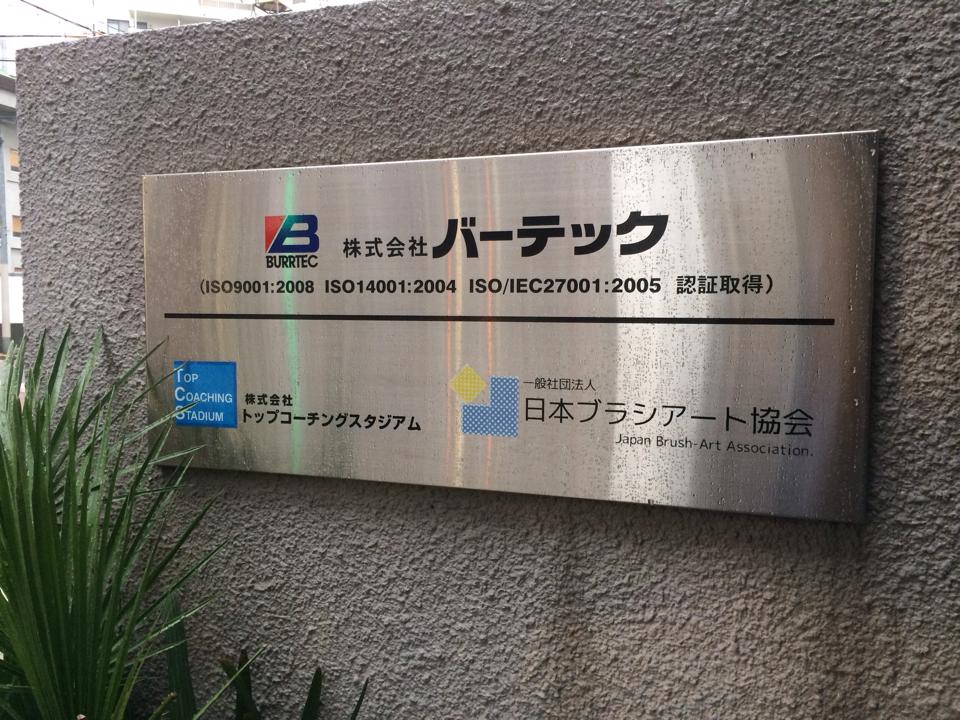 BURRTEC
株式会社バーテック
(ISO9001:2008 ISO14001:2004 ISO/IEC27001:2005 認証取得)
TOP
COACHING
STADIUM
株式会社
トップコーチングスタジアム
一般社団法人
日本ブラシアート協会
Japan Brush-Art Association.